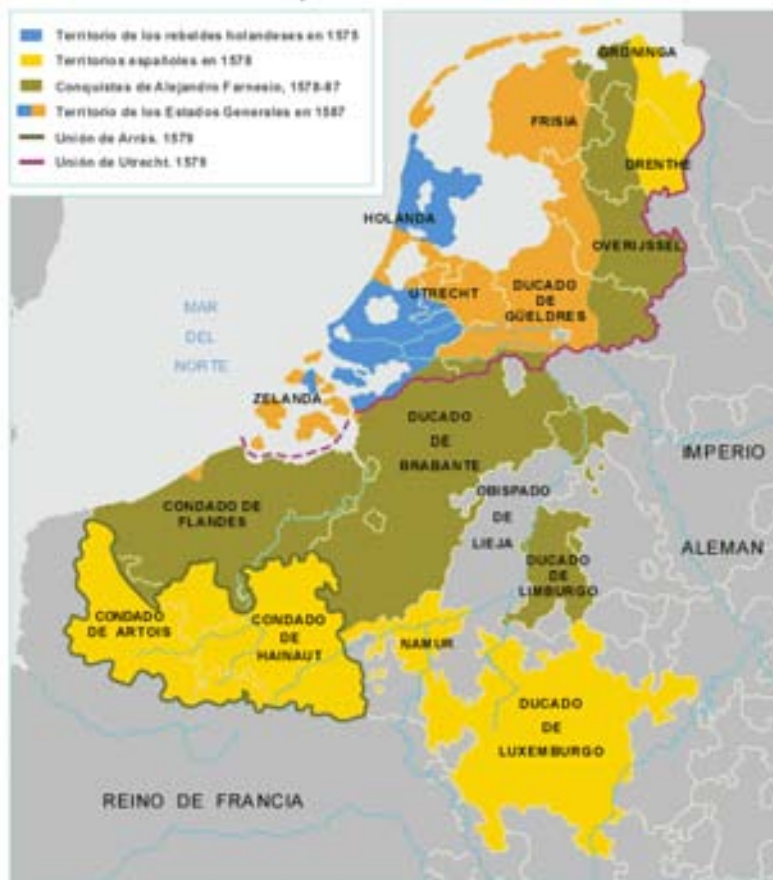 Territorio de los rebeldes holandeses en 1575
Territorios españoles en 1578
Conquistas de Alejandro Farnesio, 1578-87
Territorio de los Estados Generales en 1587
Unión de Arrás. 1579
Unión de Utrecht. 1579
GRONINGA
FRISIA
DRENTHE
HOLANDA
OVERIJSSEL
UTRECHT
DUCADO
DE
GÜELDRES
MAR
DEL
NORTE
ZELANDA
DUCADO
DE
BRABANTE
IMPERIO
ALEMAN
CONDADO DE
FLANDES
OBISPADO
DE
LIEJA
DUCADO
DE
LIMBURGO
CONDADO
DE ARTOIS
CONDADO
DE
HAINAUT
NAMUR
DUCADO
DE
LUXEMBURGO
REINO DE FRANCIA